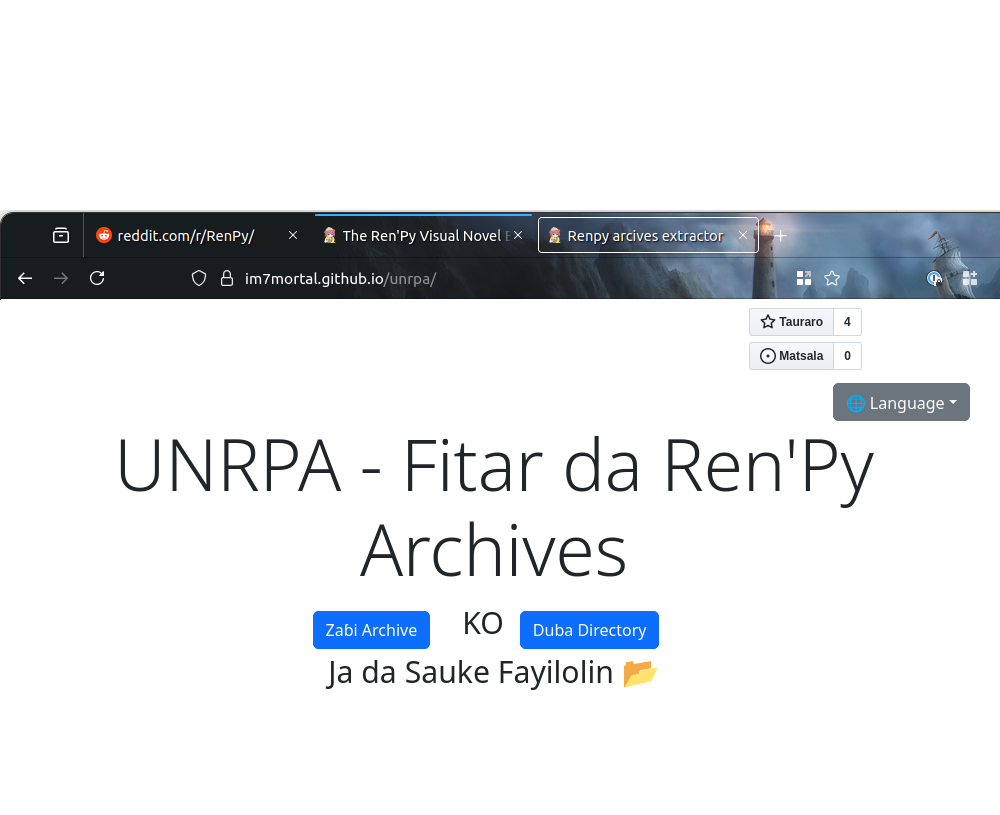 reddit.com/r/RenPy/
The Ren'Py Visual Novel E
Renpy arcives extractor
im7mortal.github.io/unrpa/
Tauraro 4
Matsala 0
🌐 Language
UNRPA - Fitar da Ren'Py
Archives
Zaɓi Archive KO Duba Directory
Ja da Sauke Fayilolin 📂